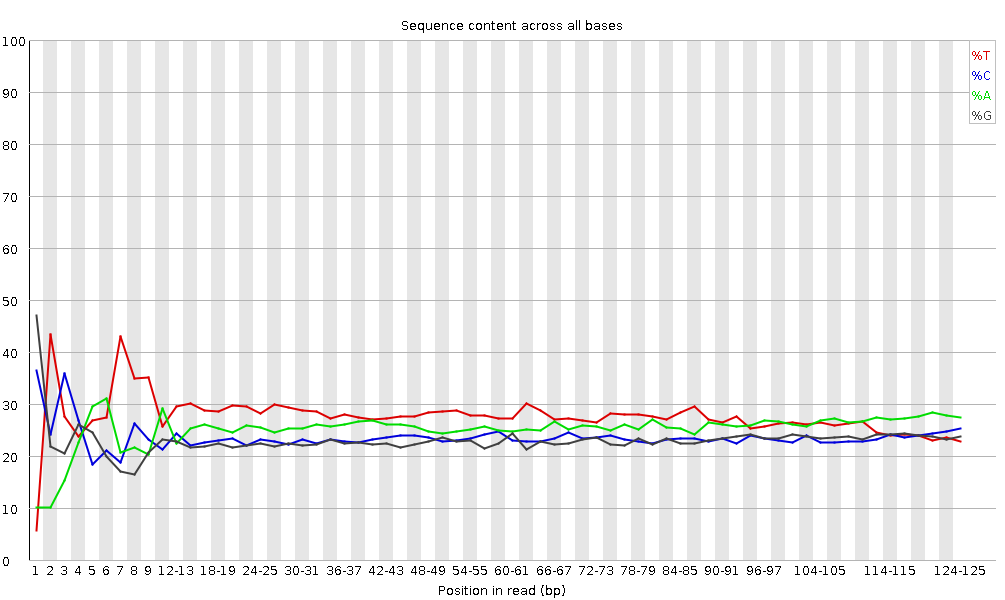 Sequence content across all bases
100
90
80
70
60
50
40
30
20
10
0
%T
%C
%A
%G
1 2 3 4 5 6 7 8 9 12-13 18-19 24-25 30-31 36-37 42-43 48-49 54-55 60-61 66-67 72-73 78-79 84-85 90-91 96-97 104-105 114-115 124-125
Position in read (bp)